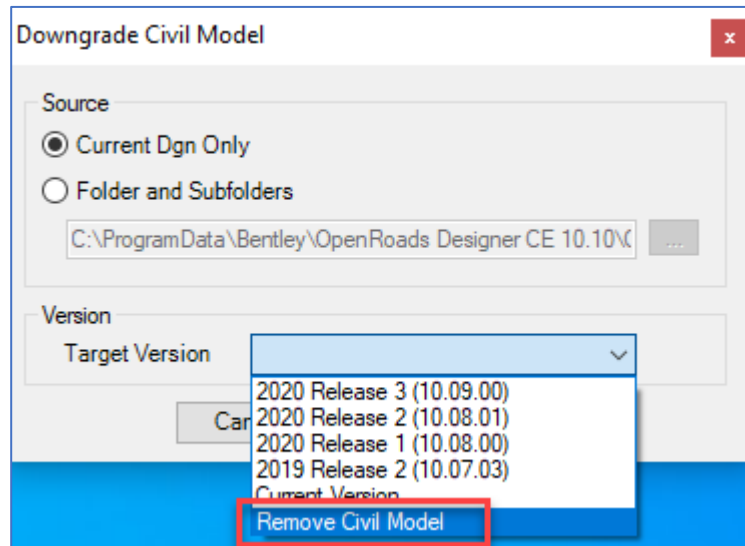 Downgrade Civil Model
x
Source
Current Dgn Only
Folder and Subfolders
C:\ProgramData\Bentley\OpenRoads Designer CE 10.10\(
...
Version
Target Version
2020 Release 3 (10.09.00)
2020 Release 2 (10.08.01)
2020 Release 1 (10.08.00)
2019 Release 2 (10.07.03)
Current Version
Remove Civil Model